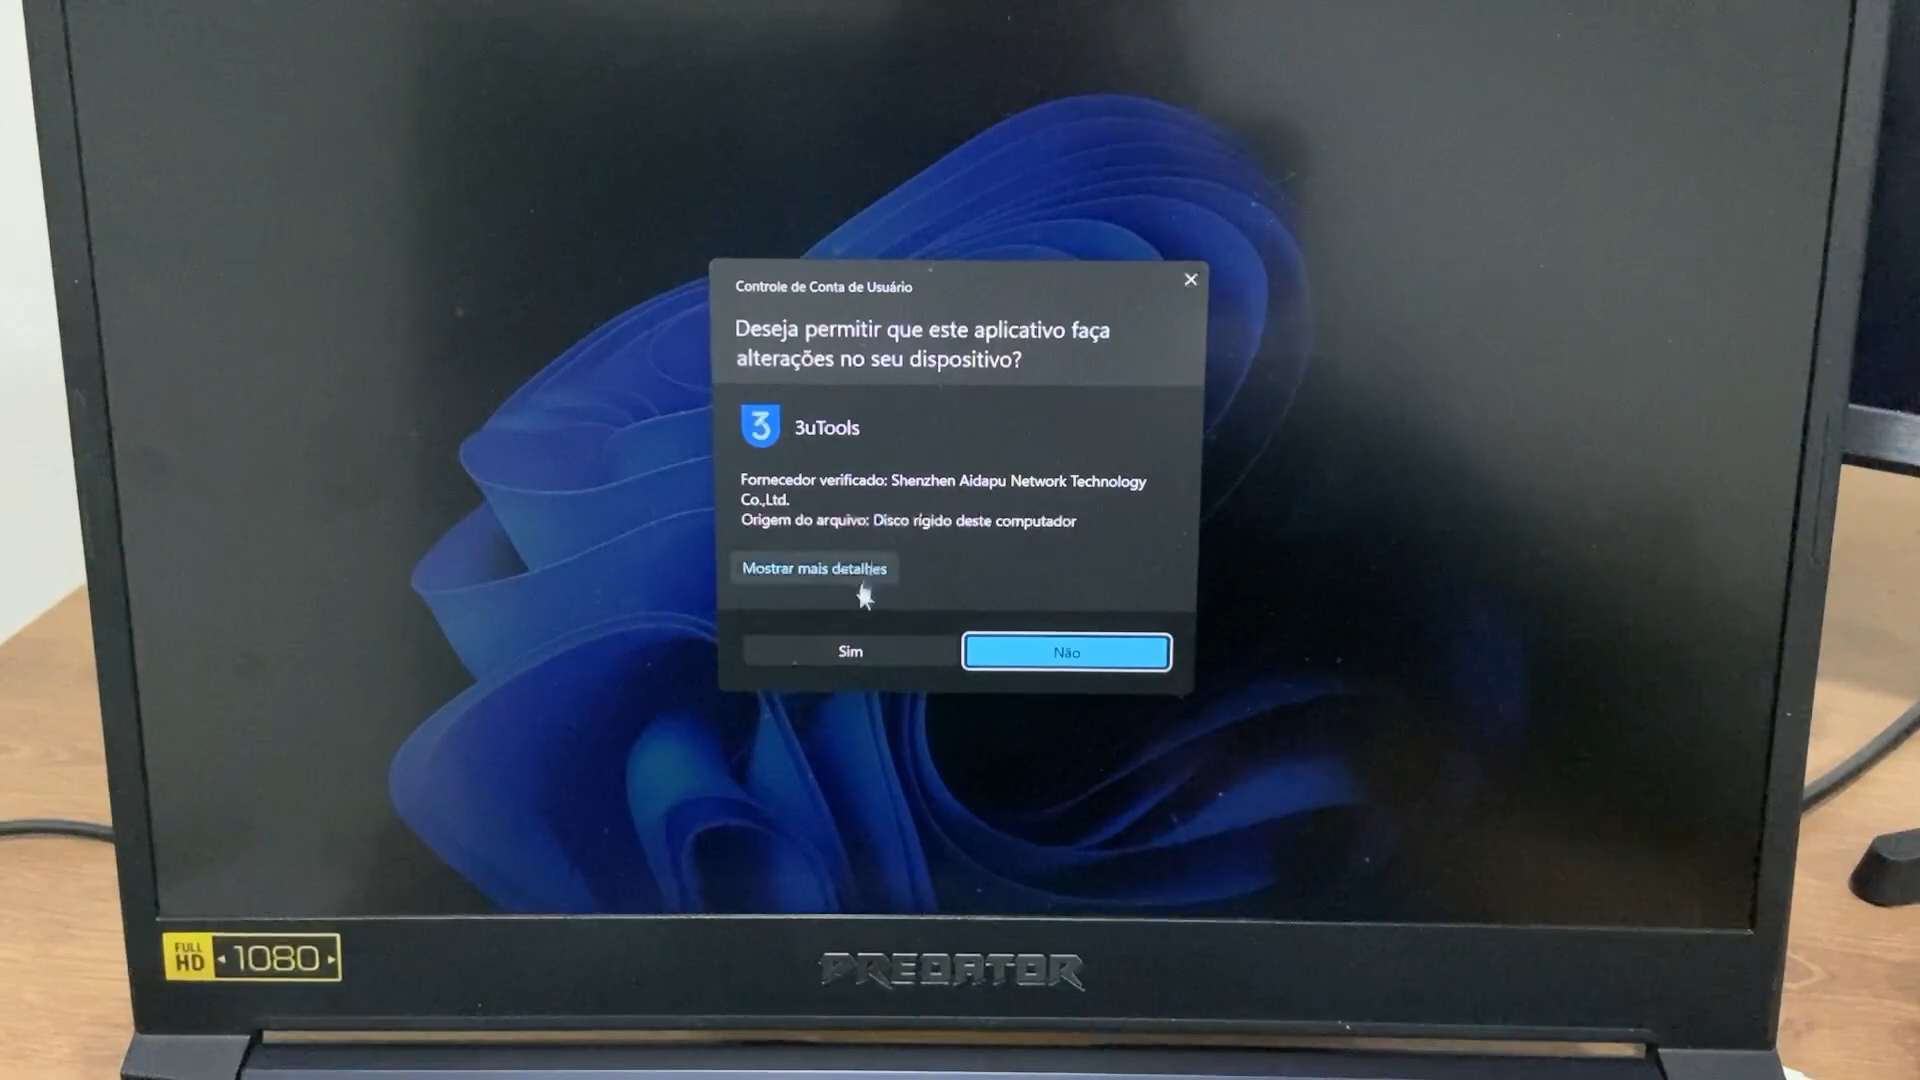 Controle de Conta de Usuário
Deseja permitir que este aplicativo faça
alterações no seu dispositivo?
3
3uTools
Fornecedor verificado: Shenzhen Aidapu Network Technology
Co.,Ltd.
Origem do arquivo: Disco rígido deste computador
Mostrar mais detalhes
Sim
Não
FULL
HD
1080
PREDATOR